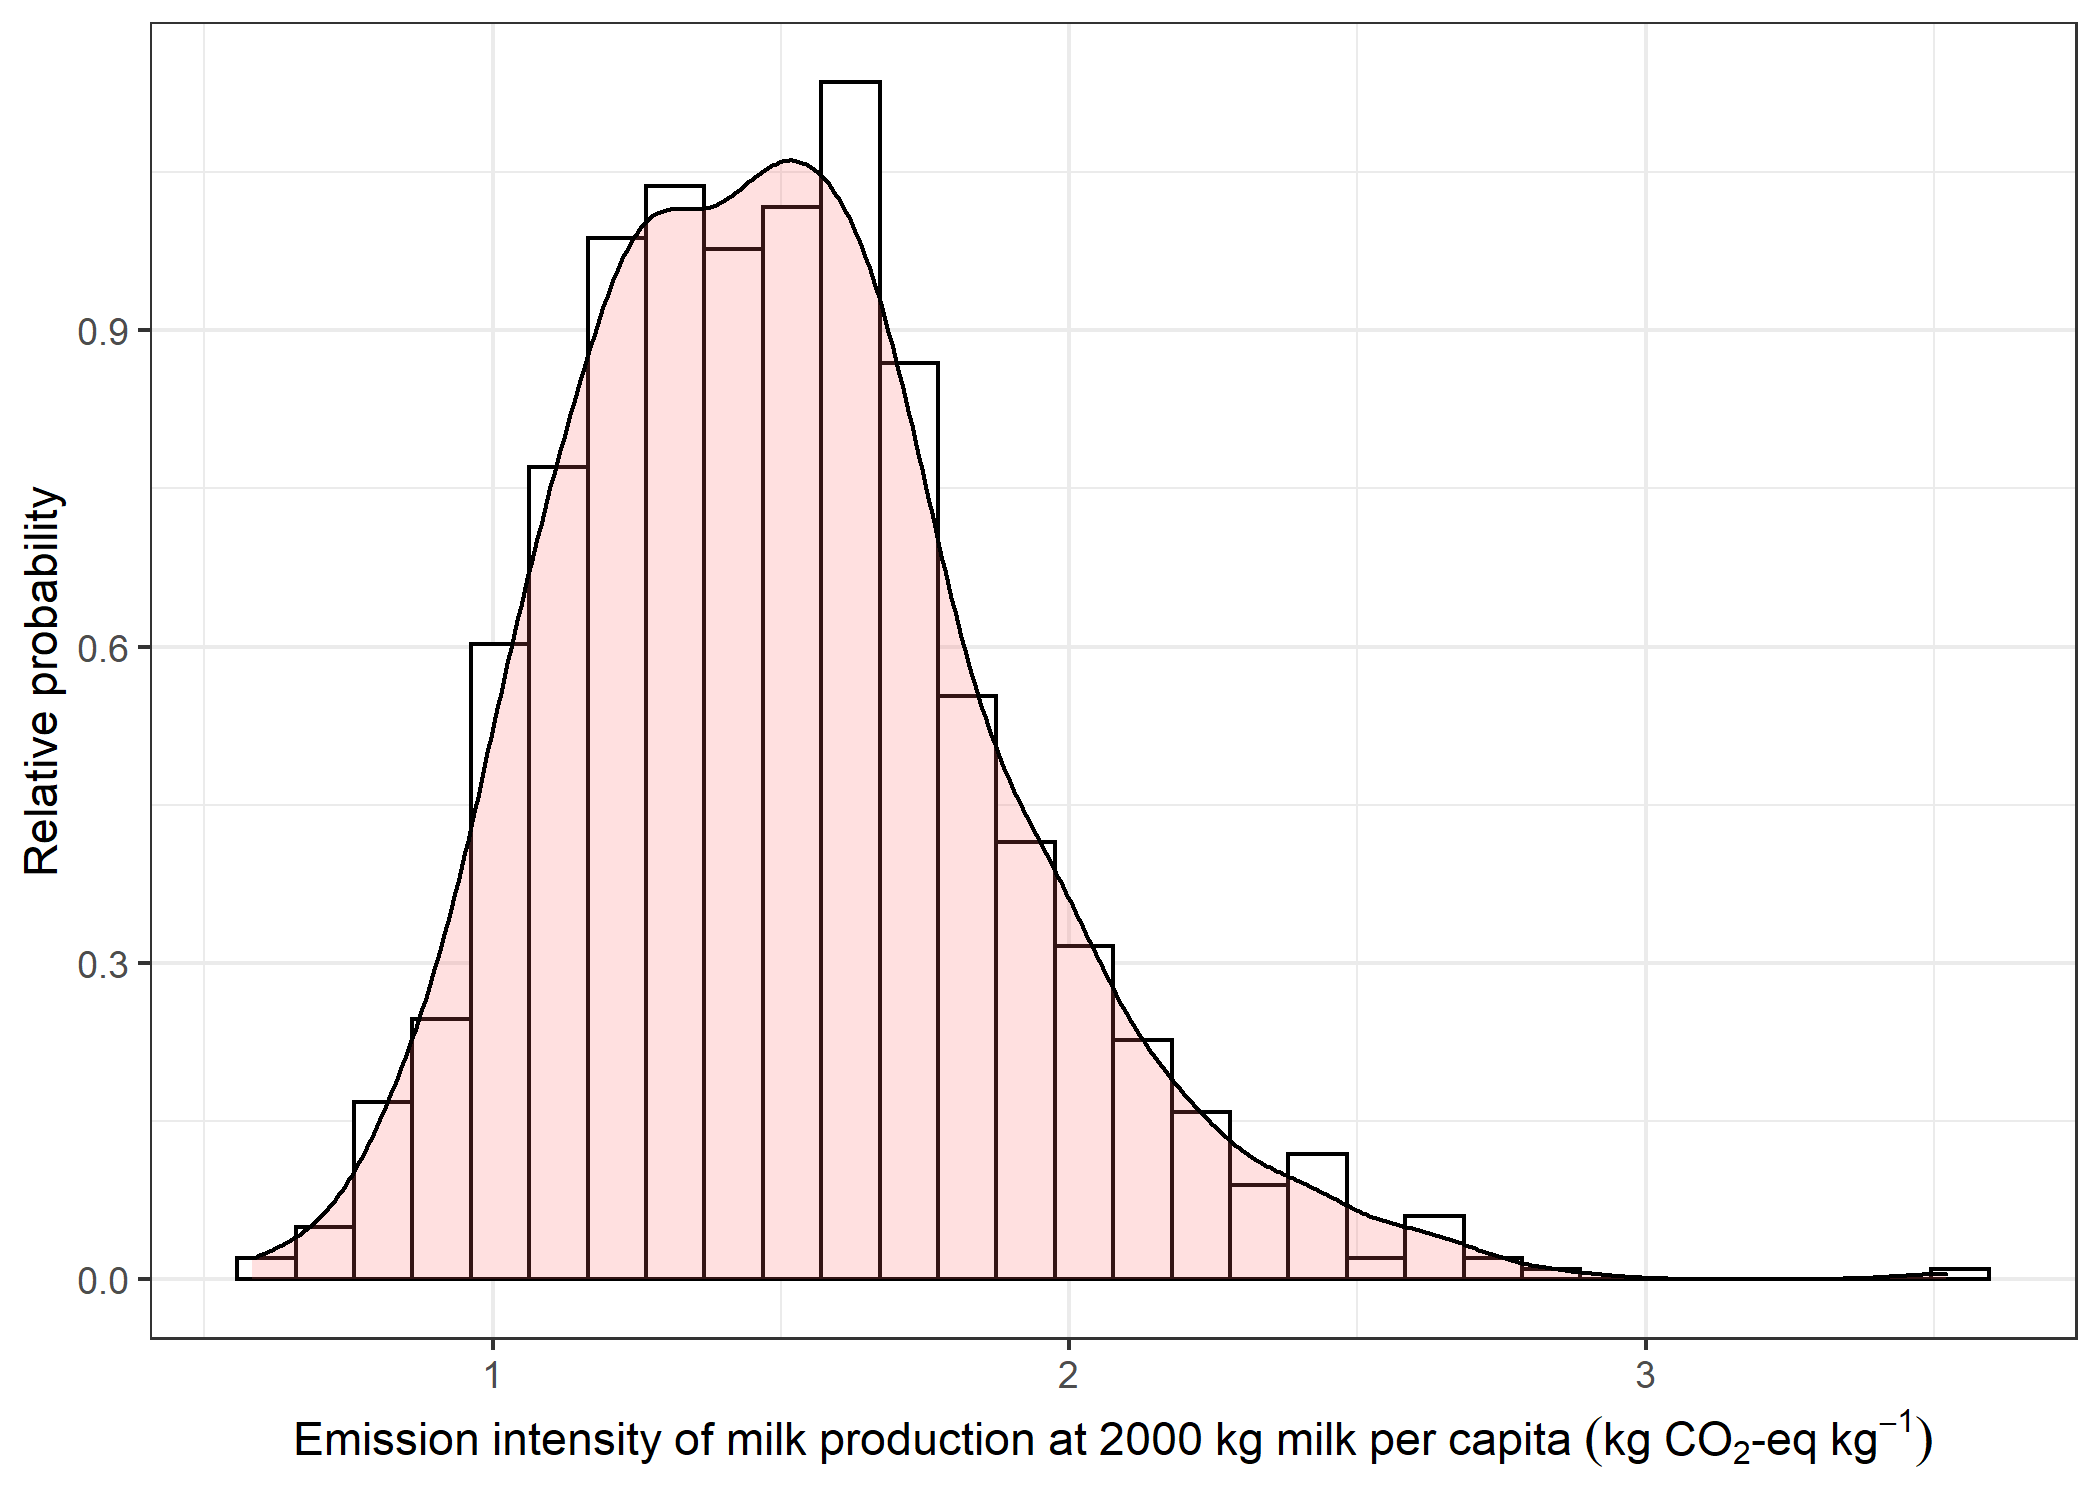 Relative probability
0.9
0.6
0.3
0.0
1 2 3
Emission intensity of milk production at 2000 kg milk per capita (kg CO₂-eq kg⁻¹)